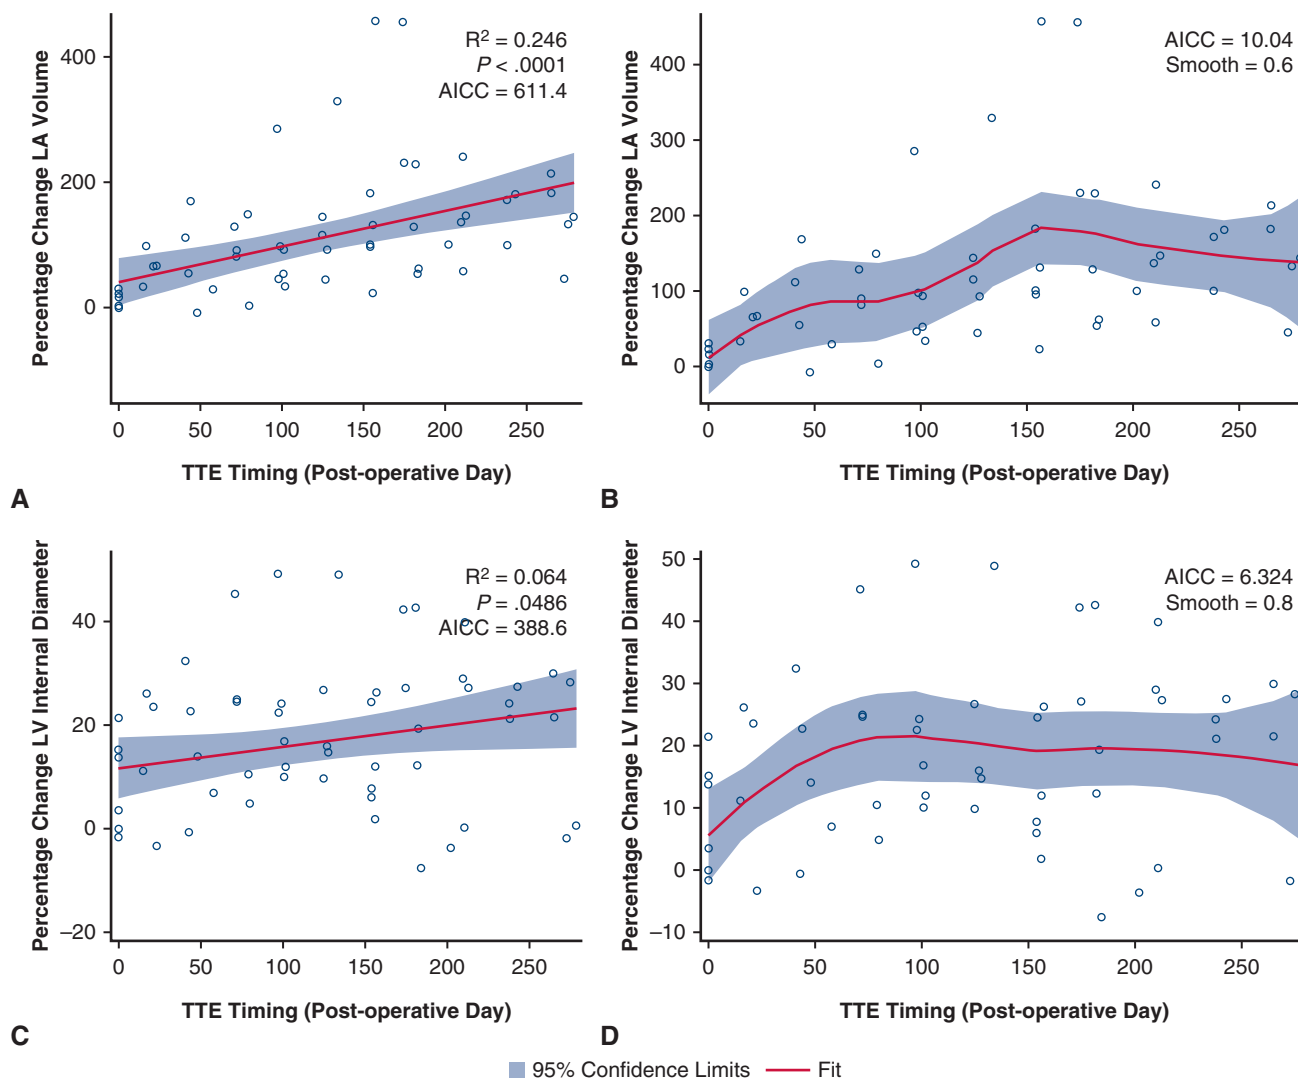 Percentage Change LA Volume
400
200
0
R² = 0.246
P < .0001
AICC = 611.4
0 50 100 150 200 250
TTE Timing (Post-operative Day)
A
Percentage Change LA Volume
400
300
200
100
0
AICC = 10.04
Smooth = 0.6
0 50 100 150 200 250
TTE Timing (Post-operative Day)
B
Percentage Change LV Internal Diameter
40
20
0
–20
R² = 0.064
P = .0486
AICC = 388.6
0 50 100 150 200 250
TTE Timing (Post-operative Day)
C
Percentage Change LV Internal Diameter
50
40
30
20
10
0
–10
AICC = 6.324
Smooth = 0.8
0 50 100 150 200 250
TTE Timing (Post-operative Day)
D
95% Confidence Limits Fit